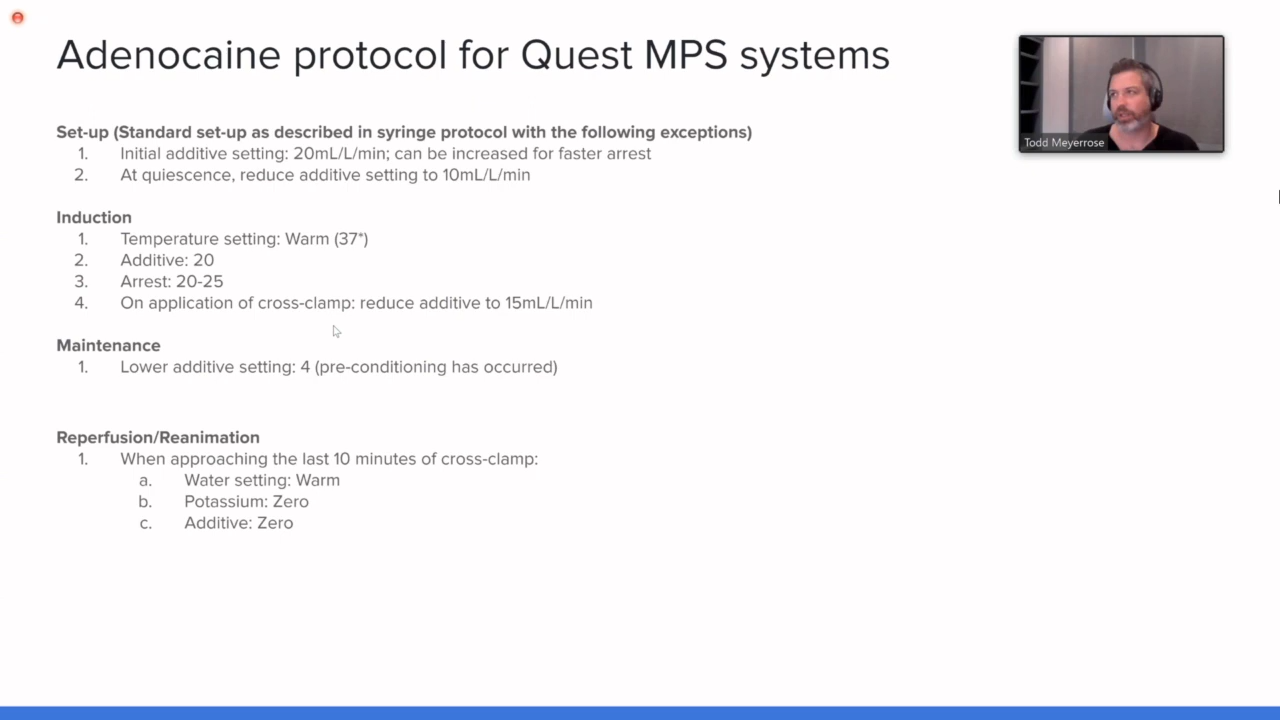 Adenocaine protocol for Quest MPS systems
Todd Meyerrose
Set-up (Standard set-up as described in syringe protocol with the following exceptions)
1. Initial additive setting: 20mL/L/min; can be increased for faster arrest
2. At quiescence, reduce additive setting to 10mL/L/min
Induction
1. Temperature setting: Warm (37*)
2. Additive: 20
3. Arrest: 20-25
4. On application of cross-clamp: reduce additive to 15mL/L/min
Maintenance
1. Lower additive setting: 4 (pre-conditioning has occurred)
Reperfusion/Reanimation
1. When approaching the last 10 minutes of cross-clamp:
a. Water setting: Warm
b. Potassium: Zero
c. Additive: Zero